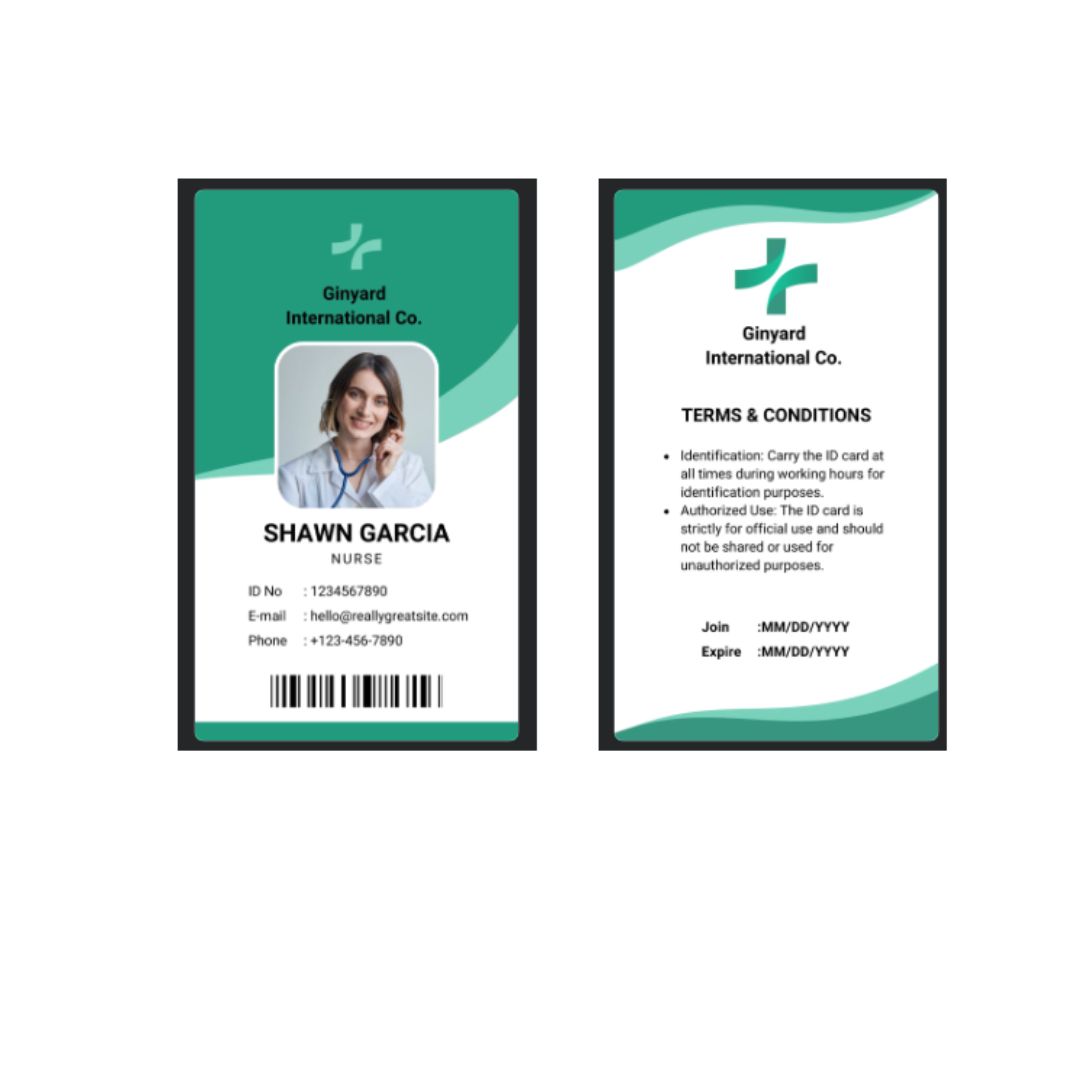 Ginyard
International Co.
SHAWN GARCIA
NURSE
ID No : 1234567890
E-mail : hello@reallygreatsite.com
Phone : +123-456-7890
Ginyard
International Co.
TERMS & CONDITIONS
• Identification: Carry the ID card at
all times during working hours for
identification purposes.
• Authorized Use: The ID card is
strictly for official use and should
not be shared or used for
unauthorized purposes.
Join :MM/DD/YYYY
Expire :MM/DD/YYYY